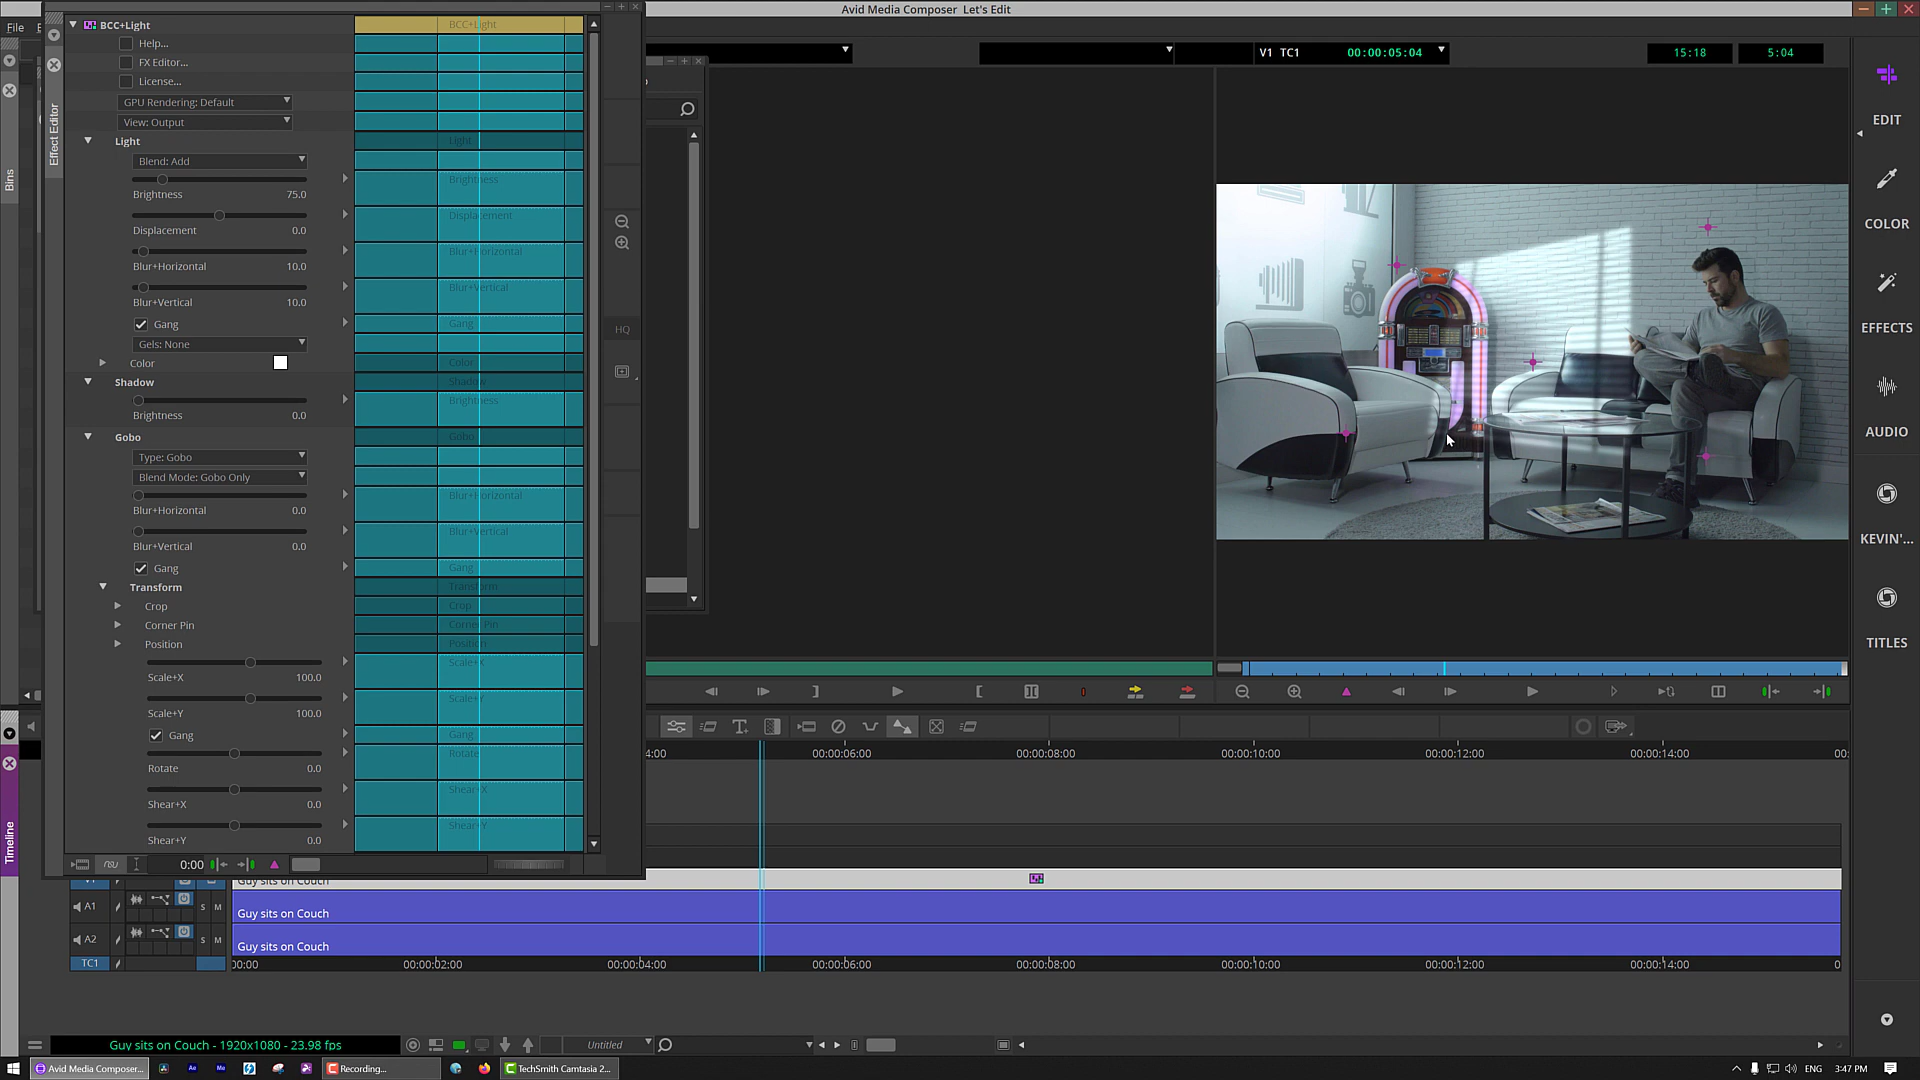 Avid Media Composer Let's Edit
File
BCC+Light
Help...
FX Editor...
License...
GPU Rendering: Default
View: Output
Light
Blend: Add
Brightness 75.0
Displacement 0.0
Blur+Horizontal 10.0
Blur+Vertical 10.0
Gang
Gels: None
Color
Shadow
Brightness 0.0
Gobo
Type: Gobo
Blend Mode: Gobo Only
Blur+Horizontal 0.0
Blur+Vertical 0.0
Gang
Transform
Crop
Corner Pin
Position
Scale+X 100.0
Scale+Y 100.0
Gang
Rotate 0.0
Shear+X 0.0
Shear+Y 0.0
0:00
Effect Editor
Bins
Timeline
BCC+Light
Light
Brightness
Displacement
Blur+Horizontal
Blur+Vertical
Gang
Color
Shadow
Brightness
Gobo
Blur+Horizontal
Blur+Vertical
Gang
Transform
Crop
Corner Pin
Position
Scale+X
Scale+Y
Gang
Rotate
Shear+X
Shear+Y
HQ
V1 TC1 00:00:05:04
15:18 5:04
EDIT
COLOR
EFFECTS
AUDIO
KEVIN'...
TITLES
4:00 00:00:06:00 00:00:08:00 00:00:10:00 00:00:12:00 00:00:14:00 00:
V1 Guy sits on Couch
A1 S M Guy sits on Couch
A2 S M Guy sits on Couch
TC1 00:00 00:00:02:00 00:00:04:00 00:00:06:00 00:00:08:00 00:00:10:00 00:00:12:00 00:00:14:00 0
Guy sits on Couch - 1920x1080 - 23.98 fps
Untitled
Avid Media Composer...
Ae
Me
Recording...
TechSmith Camtasia 2...
ENG
3:47 PM